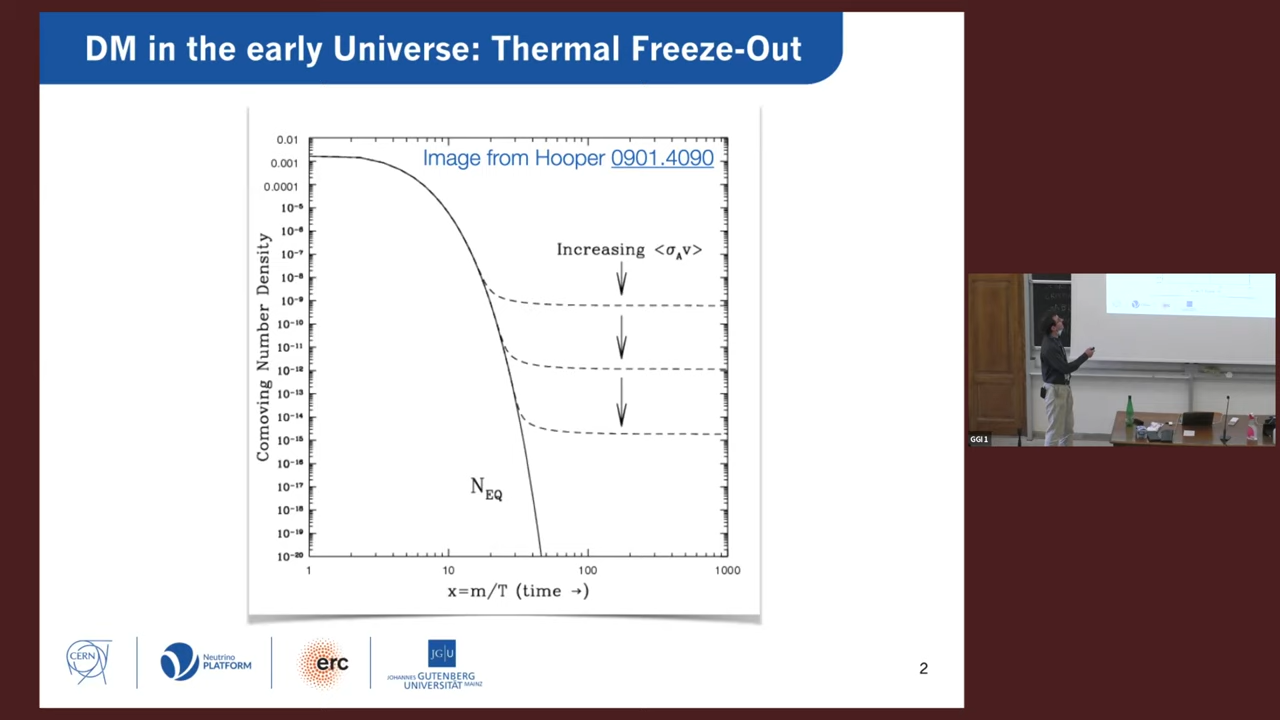 DM in the early Universe: Thermal Freeze-Out
Image from Hooper 0901.4090
0.01
0.001
0.0001
10⁻⁵
10⁻⁶
10⁻⁷
10⁻⁸
10⁻⁹
10⁻¹⁰
10⁻¹¹
10⁻¹²
10⁻¹³
10⁻¹⁴
10⁻¹⁵
10⁻¹⁶
10⁻¹⁷
10⁻¹⁸
10⁻¹⁹
10⁻²⁰
Comoving Number Density
Increasing <σ_A v>
N_EQ
1 10 100 1000
x=m/T (time →)
CERN
Neutrino
PLATFORM
erc
JG|U
JOHANNES GUTENBERG
UNIVERSITÄT MAINZ
2
GGI 1